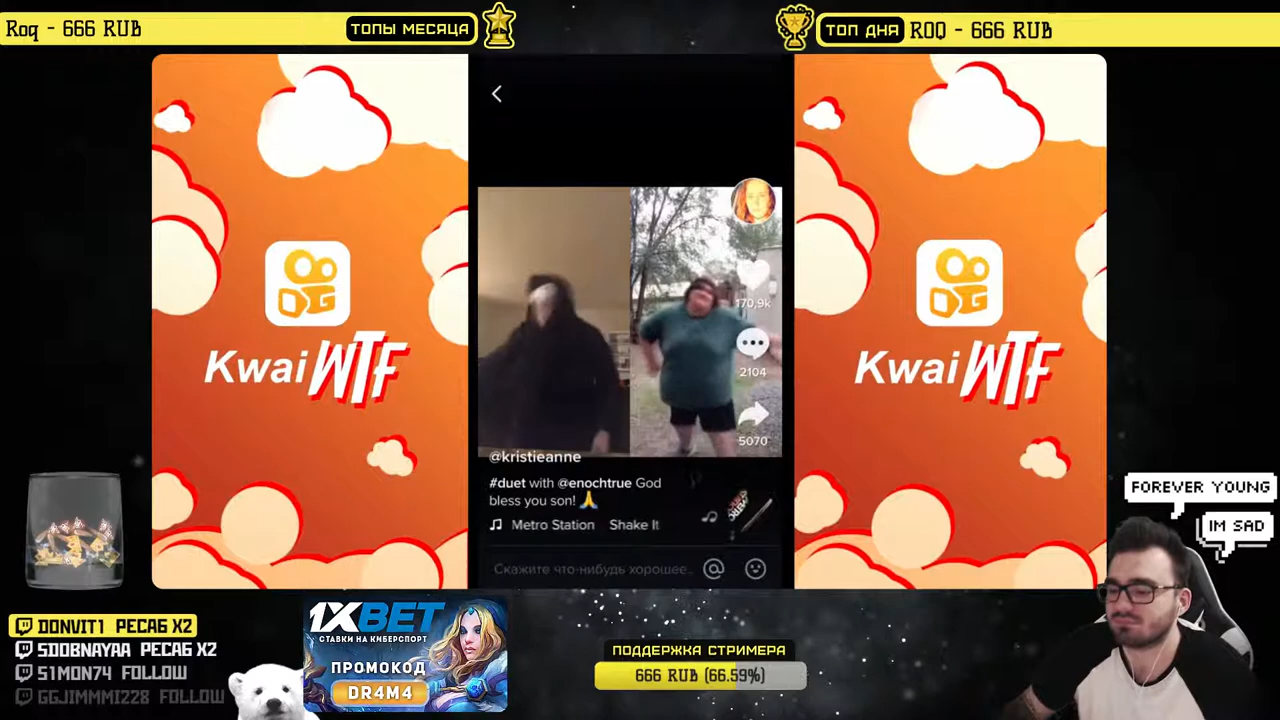 Roq - 666 RUB
ТОПЫ МЕСЯЦА
ТОП ДНЯ
ROQ - 666 RUB
Kwai WTF
170,9k
2104
5070
@kristieanne
#duet with @enochtrue God
bless you son! 🙏
Metro Station Shake It
Скажите что-нибудь хорошее...
Kwai WTF
FOREVER YOUNG
IM SAD
DONVIT1 РЕСАБ X2
SDOBNAYAA РЕСАБ X2
S1MON74 FOLLOW
GGJIMMMI228 FOLLOW
1XBET
СТАВКИ НА КИБЕРСПОРТ
ПРОМОКОД
DR4M4
ПОДДЕРЖКА СТРИМЕРА
666 RUB (66.59%)